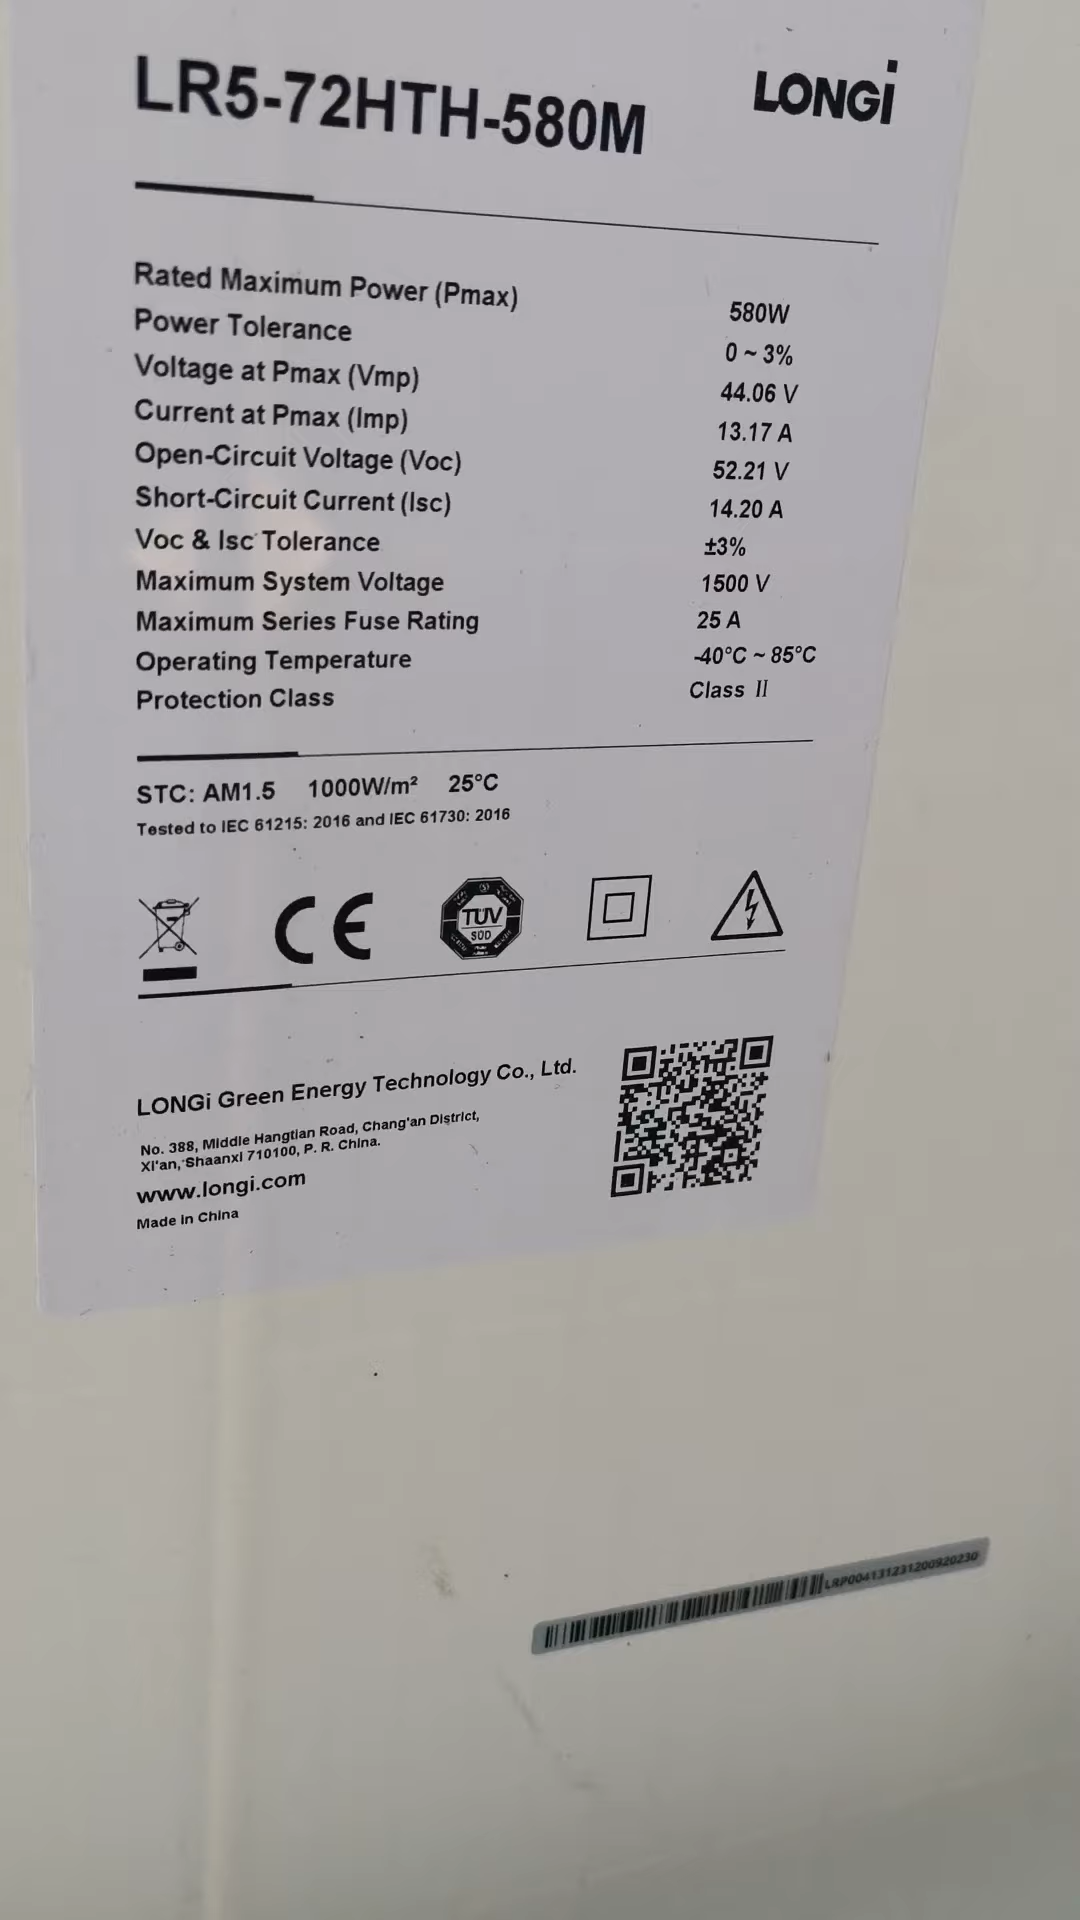 LR5-72HTH-580M
LONGi
Rated Maximum Power (Pmax) 580W
Power Tolerance 0 ~ 3%
Voltage at Pmax (Vmp) 44.06 V
Current at Pmax (Imp) 13.17 A
Open-Circuit Voltage (Voc) 52.21 V
Short-Circuit Current (Isc) 14.20 A
Voc & Isc Tolerance ±3%
Maximum System Voltage 1500 V
Maximum Series Fuse Rating 25 A
Operating Temperature -40°C ~ 85°C
Protection Class Class II
STC: AM1.5 1000W/m² 25°C
Tested to IEC 61215: 2016 and IEC 61730: 2016
CE
TÜV
SÜD
LONGi Green Energy Technology Co., Ltd.
No. 388, Middle Hangtian Road, Chang'an District,
Xi'an, Shaanxi 710100, P. R. China.
www.longi.com
Made in China
LRP004131231200920230